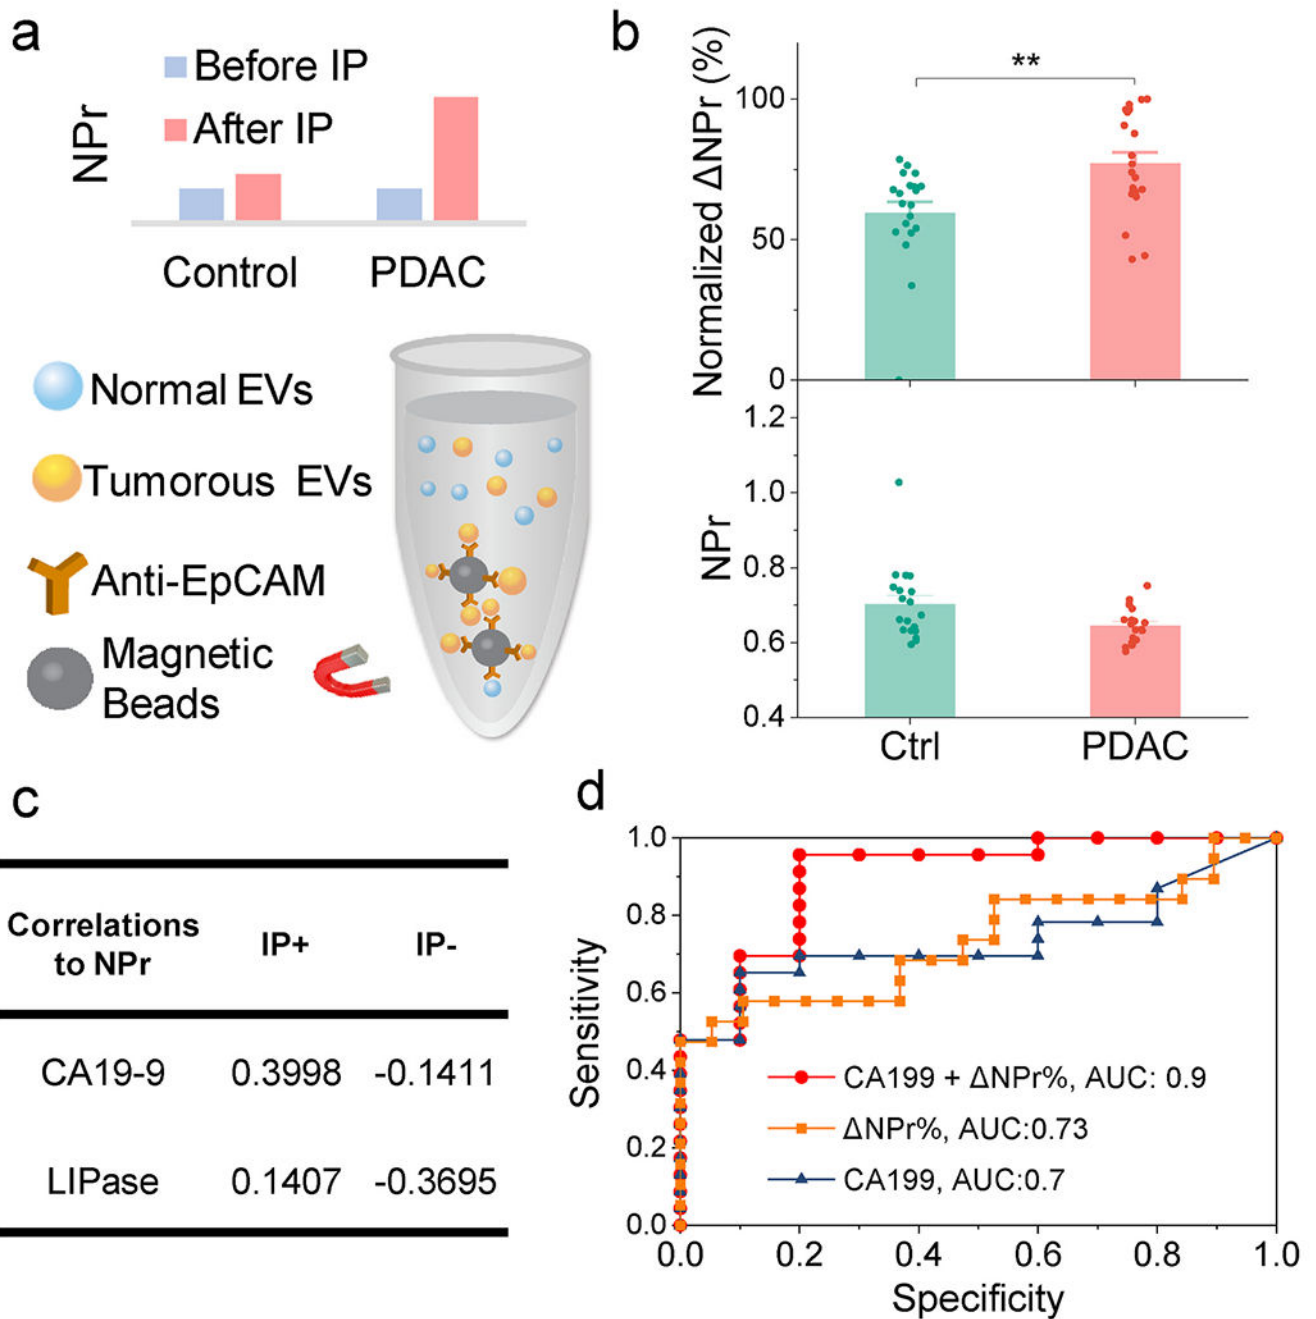 a
NPr
Before IP
After IP
Control PDAC
Normal EVs
Tumorous EVs
Anti-EpCAM
Magnetic
Beads
b
Normalized ΔNPr (%)
**
100
50
0
NPr
1.2
1.0
0.8
0.6
0.4
Ctrl PDAC
c
Correlations
to NPr IP+ IP-
CA19-9 0.3998 -0.1411
LIPase 0.1407 -0.3695
d
Sensitivity
1.0
0.8
0.6
0.4
0.2
0.0
CA199 + ΔNPr%, AUC: 0.9
ΔNPr%, AUC:0.73
CA199, AUC:0.7
0.0 0.2 0.4 0.6 0.8 1.0
Specificity